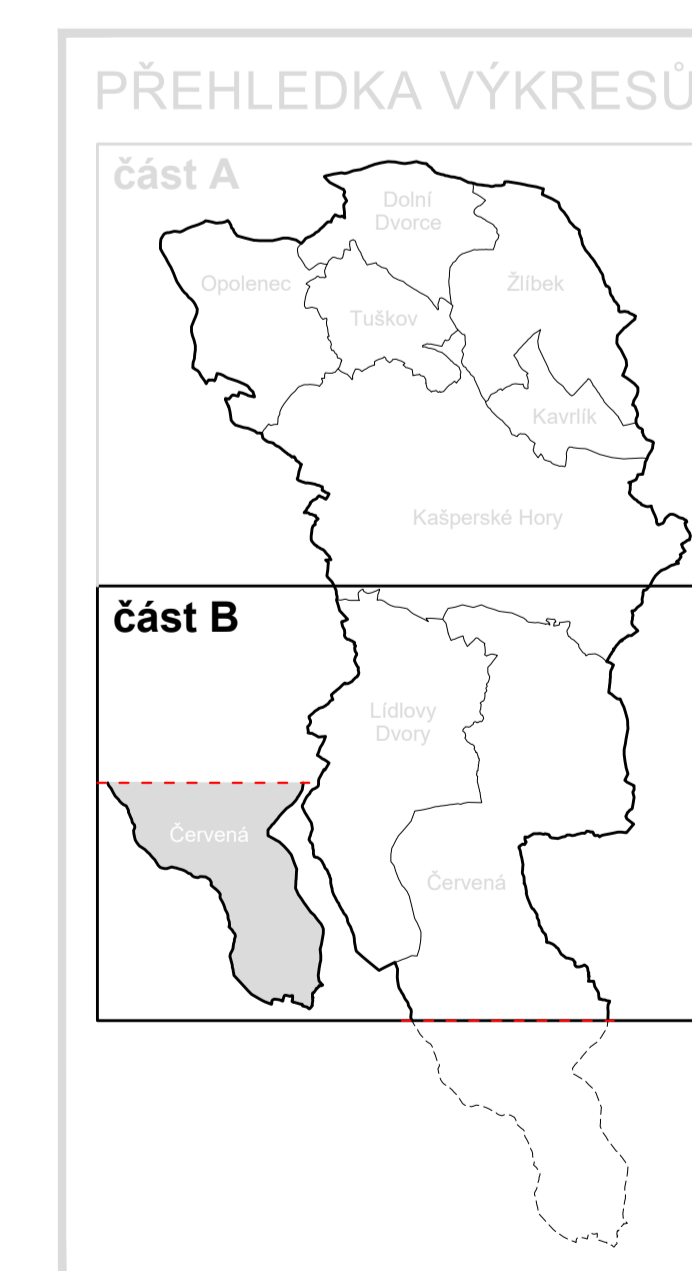 PŘEHLEDKA VÝKRESŮ
část A
Dolní
Dvorce
Opolenec
Žlíbek
Tuškov
Kavrlík
Kašperské Hory
část B
Lídlovy
Dvory
Červená
Červená